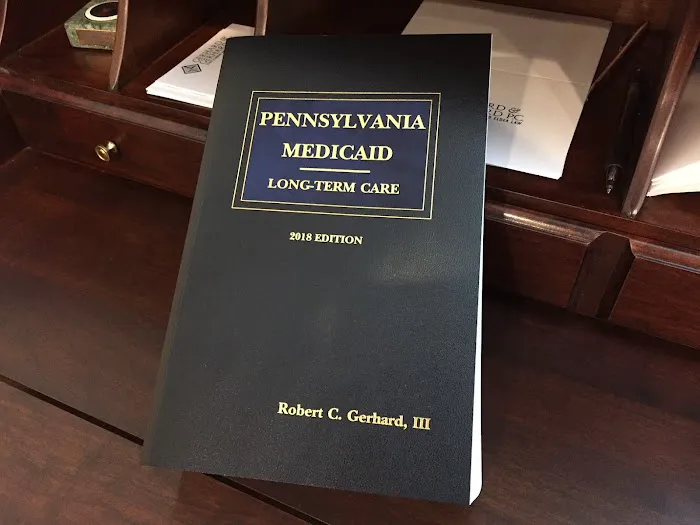 PENNSYLVANIA
MEDICAID
LONG-TERM CARE
2018 EDITION
Robert C. Gerhard, III